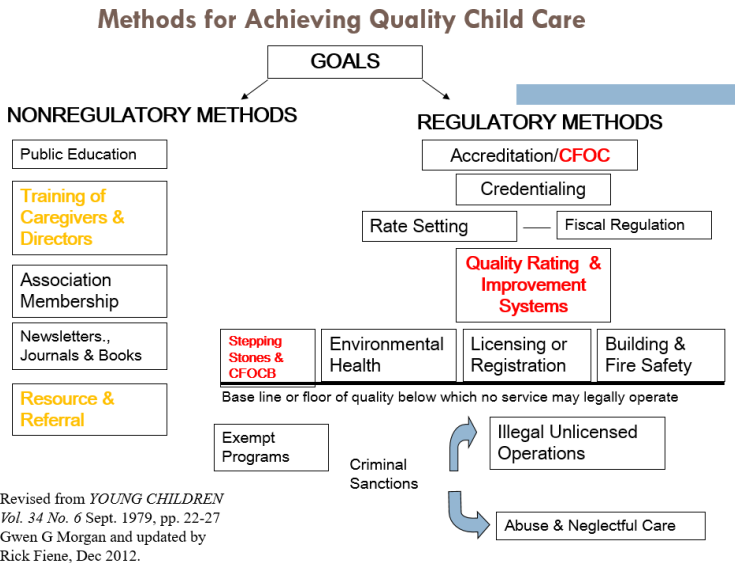 Methods for Achieving Quality Child Care
GOALS
NONREGULATORY METHODS
Public Education
Training of
Caregivers &
Directors
Association
Membership
Newsletters.,
Journals & Books
Resource &
Referral
REGULATORY METHODS
Accreditation/CFOC
Credentialing
Rate Setting
Fiscal Regulation
Quality Rating &
Improvement
Systems
Stepping
Stones &
CFOCB
Environmental
Health
Licensing or
Registration
Building &
Fire Safety
Base line or floor of quality below which no service may legally operate
Exempt
Programs
Criminal
Sanctions
Illegal Unlicensed
Operations
Abuse & Neglectful Care
Revised from YOUNG CHILDREN
Vol. 34 No. 6 Sept. 1979, pp. 22-27
Gwen G Morgan and updated by
Rick Fiene, Dec 2012.